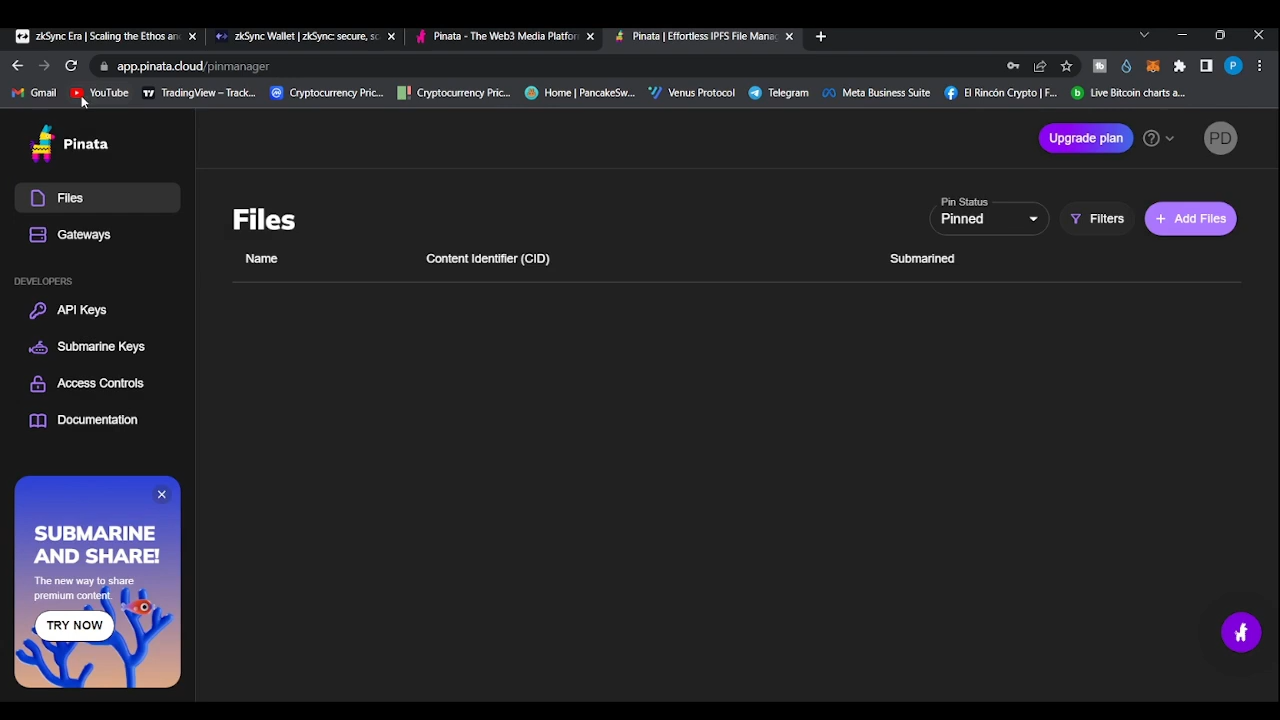 zkSync Era | Scaling the Ethos an
zkSync Wallet | zkSync: secure, sc
Pinata - The Web3 Media Platfor
Pinata | Effortless IPFS File Manag
app.pinata.cloud/pinmanager
P
Gmail
YouTube
TradingView – Track...
Cryptocurrency Pric...
Cryptocurrency Pric...
Home | PancakeSw...
Venus Protocol
Telegram
Meta Business Suite
El Rincón Crypto | F...
Live Bitcoin charts a...
Pinata
Upgrade plan
PD
Files
Gateways
DEVELOPERS
API Keys
Submarine Keys
Access Controls
Documentation
Files
Pin Status
Pinned
Filters
+ Add Files
Name
Content Identifier (CID)
Submarined
SUBMARINE
AND SHARE!
The new way to share
premium content.
TRY NOW